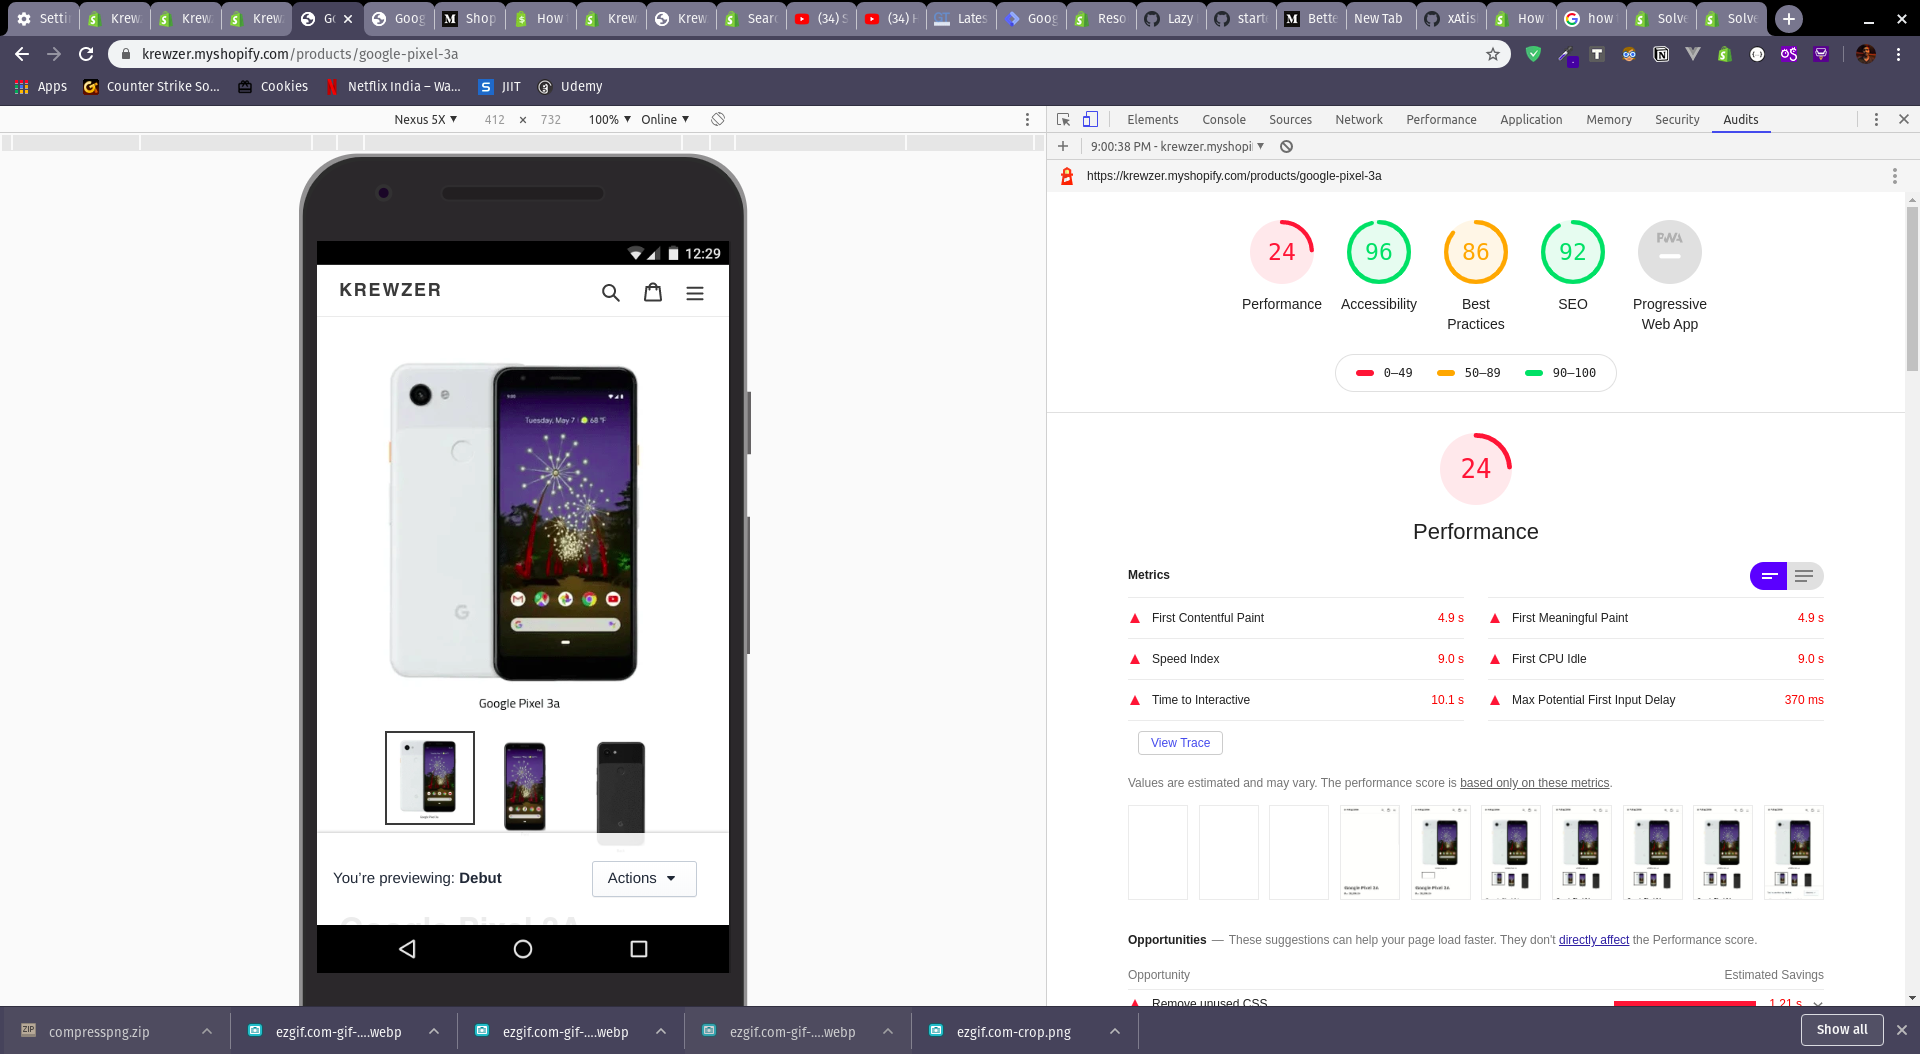 Settin
Krew
Krew
Krew
Go
Goog
Shop
How
Krew
Krew
Searc
(34) S
(34) H
Lates
Goog
Reso
Lazy
start
Bette
New Tab
xAtis
How
how
Solve
Solve
krewzer.myshopify.com/products/google-pixel-3a
Apps
Counter Strike So...
Cookies
Netflix India – Wa...
JIIT
Udemy
Nexus 5X ▼ 412 × 732 100% ▼ Online ▼
Elements Console Sources Network Performance Application Memory Security Audits
9:00:38 PM - krewzer.myshopi ▼
https://krewzer.myshopify.com/products/google-pixel-3a
12:29
KREWZER
Tuesday, May 7 68 °F
Google Pixel 3a
You're previewing: Debut
Actions
Google Pixel 3A
24 96 86 92 PWA
Performance
Accessibility
Best Practices
SEO
Progressive Web App
0–49 50–89 90–100
24
Performance
Metrics
First Contentful Paint 4.9 s
First Meaningful Paint 4.9 s
Speed Index 9.0 s
First CPU Idle 9.0 s
Time to Interactive 10.1 s
Max Potential First Input Delay 370 ms
View Trace
Values are estimated and may vary. The performance score is based only on these metrics.
Opportunities — These suggestions can help your page load faster. They don't directly affect the Performance score.
Opportunity Estimated Savings
Remove unused CSS 1.21 s
compresspng.zip
ezgif.com-gif-....webp
ezgif.com-gif-....webp
ezgif.com-gif-....webp
ezgif.com-crop.png
Show all